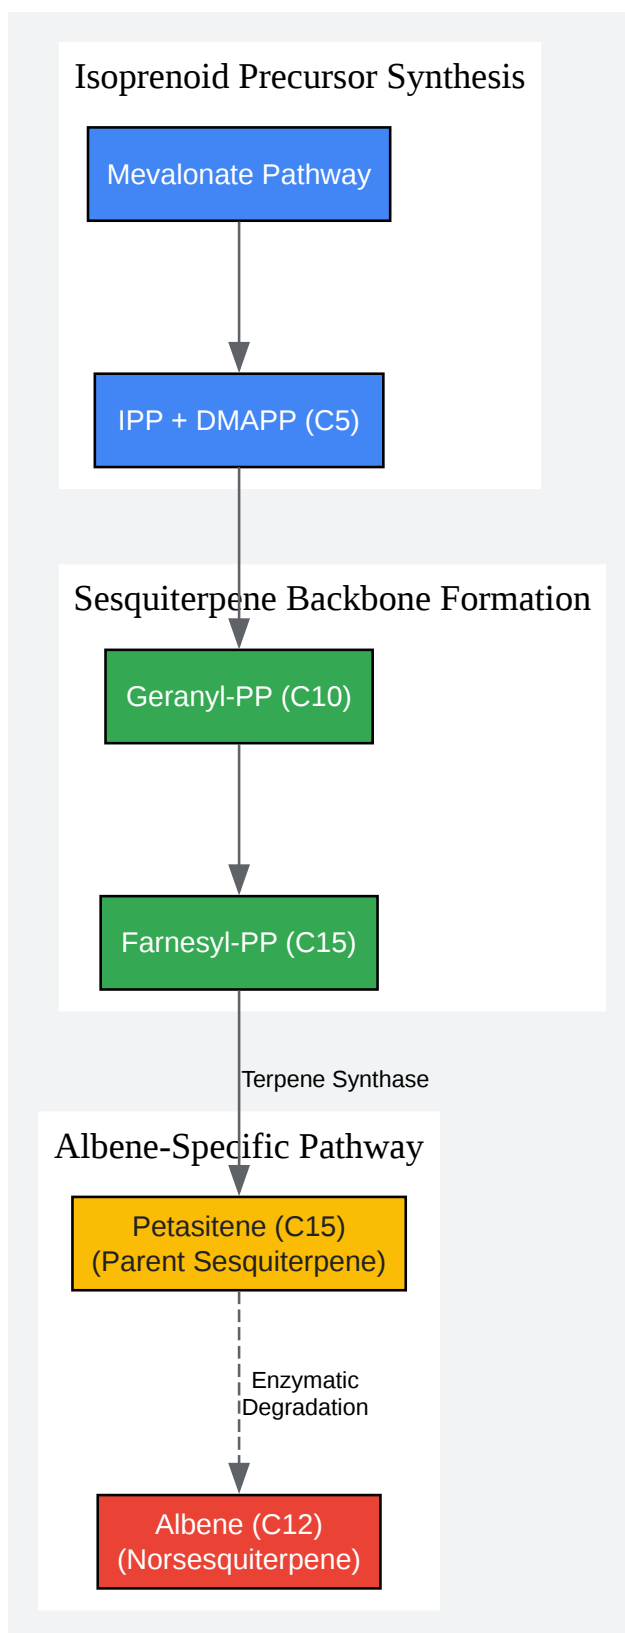 Isoprenoid Precursor Synthesis
Mevalonate Pathway
IPP + DMAPP (C5)
Sesquiterpene Backbone Formation
Geranyl-PP (C10)
Farnesyl-PP (C15)
Terpene Synthase
Albene-Specific Pathway
Petasitene (C15)
(Parent Sesquiterpene)
Enzymatic
Degradation
Albene (C12)
(Norsesquiterpene)